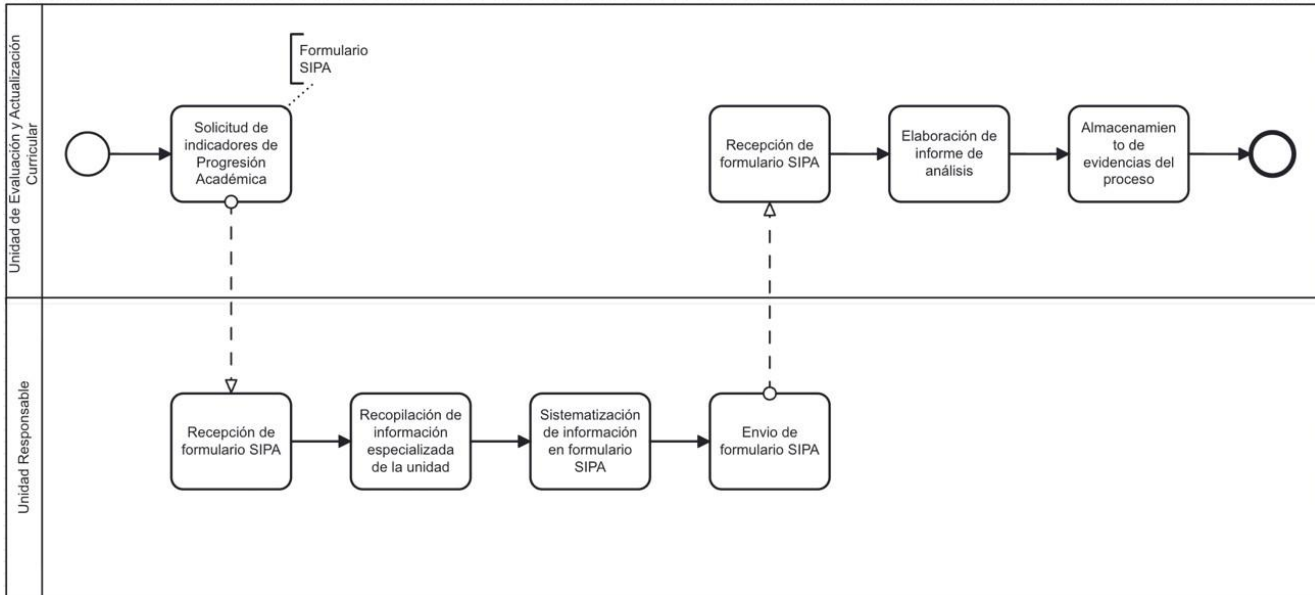 Unidad de Evaluación y Actualización
Curricular
Formulario
SIPA
Solicitud de
indicadores de
Progresión
Académica
Recepción de
formulario SIPA
Elaboración de
informe de
análisis
Almacenamie
nto de
evidencias del
proceso
Unidad Responsable
Recepción de
formulario SIPA
Recopilación de
información
especializada
de la unidad
Sistematización
de información
en formulario
SIPA
Envio de
formulario SIPA